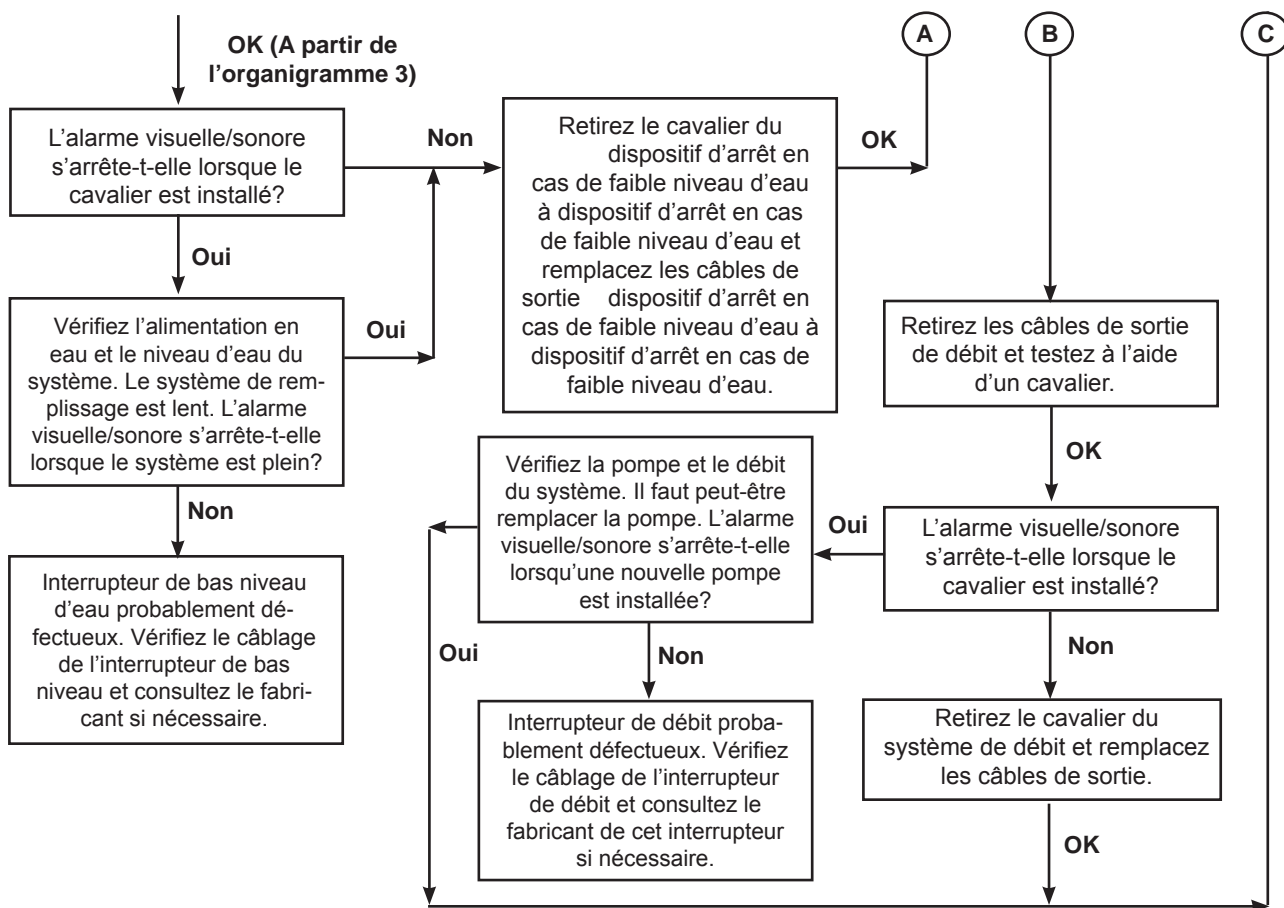 OK (A partir de
l’organigramme 3)
A
B
C
L’alarme visuelle/sonore
s’arrête-t-elle lorsque le
cavalier est installé?
Non
Retirez le cavalier du
dispositif d’arrêt en
cas de faible niveau d’eau
à dispositif d’arrêt en cas
de faible niveau d’eau et
remplacez les câbles de
sortie dispositif d’arrêt en
cas de faible niveau d’eau à
dispositif d’arrêt en cas de
faible niveau d’eau.
OK
Oui
Vérifiez l’alimentation en
eau et le niveau d’eau du
système. Le système de rem-
plissage est lent. L’alarme
visuelle/sonore s’arrête-t-elle
lorsque le système est plein?
Oui
Non
Interrupteur de bas niveau
d’eau probablement dé-
fectueux. Vérifiez le câblage
de l’interrupteur de bas
niveau et consultez le fabri-
cant si nécessaire.
Retirez les câbles de sortie
de débit et testez à l’aide
d’un cavalier.
OK
L’alarme visuelle/sonore
s’arrête-t-elle lorsque le
cavalier est installé?
Oui
Vérifiez la pompe et le débit
du système. Il faut peut-être
remplacer la pompe. L’alarme
visuelle/sonore s’arrête-t-elle
lorsqu’une nouvelle pompe
est installée?
Oui
Non
Interrupteur de débit proba-
blement défectueux. Vérifiez
le câblage de l’interrupteur
de débit et consultez le
fabricant de cet interrupteur
si nécessaire.
Non
Retirez le cavalier du
système de débit et remplacez
les câbles de sortie.
OK